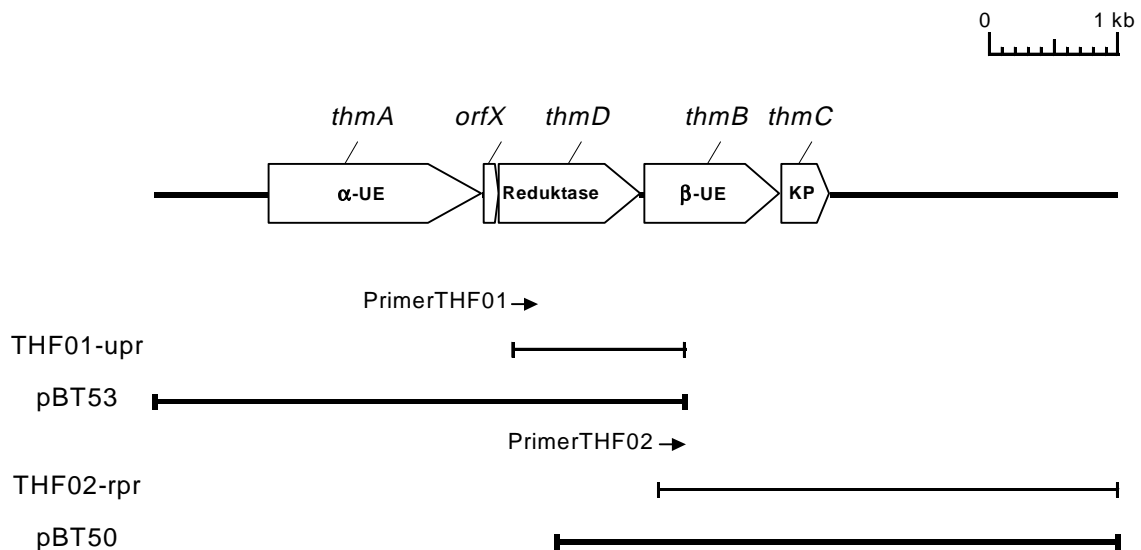 0 1 kb
thmA orfX thmD thmB thmC
α-UE Reduktase β-UE KP
PrimerTHF01
THF01-upr
pBT53
PrimerTHF02
THF02-rpr
pBT50